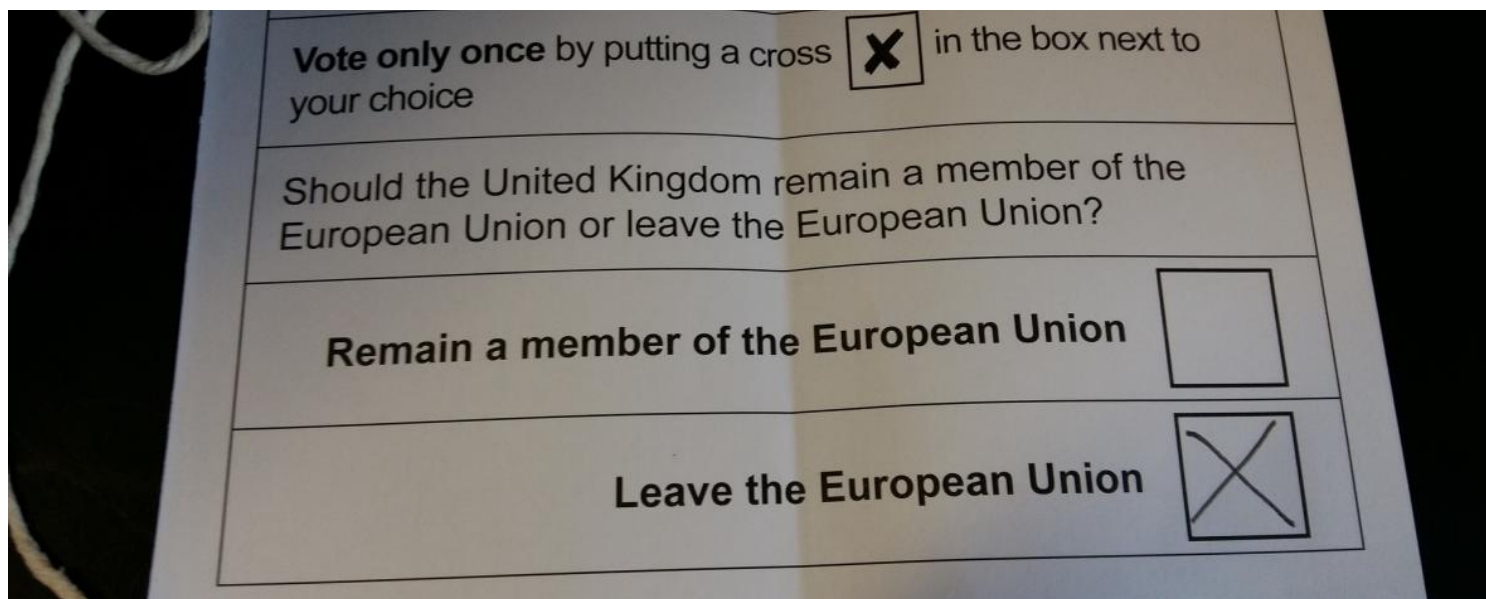 Vote only once by putting a cross X in the box next to
your choice
Should the United Kingdom remain a member of the
European Union or leave the European Union?
Remain a member of the European Union
Leave the European Union X